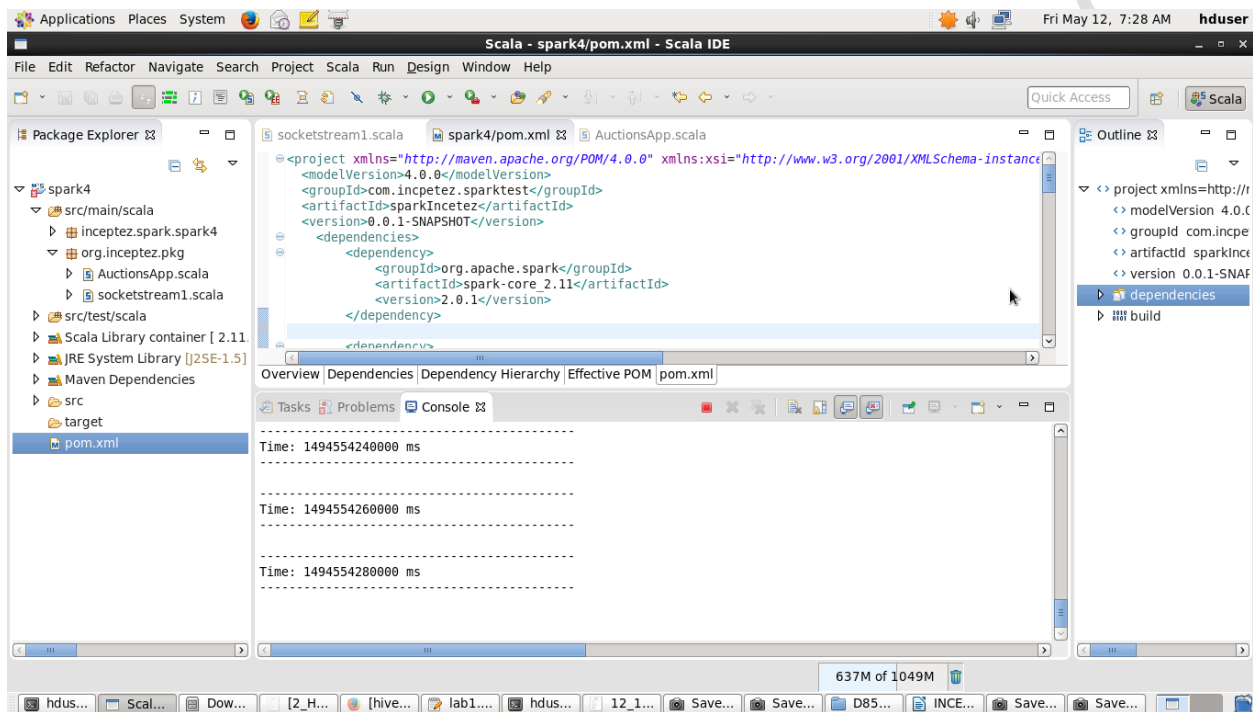 Applications Places System
Fri May 12, 7:28 AM hduser
Scala - spark4/pom.xml - Scala IDE
File Edit Refactor Navigate Search Project Scala Run Design Window Help
Quick Access
Scala
Package Explorer
spark4
src/main/scala
inceptez.spark.spark4
org.inceptez.pkg
AuctionsApp.scala
socketstream1.scala
src/test/scala
Scala Library container [ 2.11.
JRE System Library [J2SE-1.5]
Maven Dependencies
src
target
pom.xml
socketstream1.scala spark4/pom.xml AuctionsApp.scala
<project xmlns="http://maven.apache.org/POM/4.0.0" xmlns:xsi="http://www.w3.org/2001/XMLSchema-instance
<modelVersion>4.0.0</modelVersion>
<groupId>com.incpetez.sparktest</groupId>
<artifactId>sparkIncetez</artifactId>
<version>0.0.1-SNAPSHOT</version>
<dependencies>
<dependency>
<groupId>org.apache.spark</groupId>
<artifactId>spark-core_2.11</artifactId>
<version>2.0.1</version>
</dependency>
<dependency>
Overview Dependencies Dependency Hierarchy Effective POM pom.xml
Tasks Problems Console
-------------------------------------------
Time: 1494554240000 ms
-------------------------------------------
-------------------------------------------
Time: 1494554260000 ms
-------------------------------------------
-------------------------------------------
Time: 1494554280000 ms
-------------------------------------------
Outline
project xmlns=http://
modelVersion 4.0.0
groupId com.incpe
artifactId sparkInce
version 0.0.1-SNAP
dependencies
build
637M of 1049M
hdus... Scal... Dow... [2_H... [hive... lab1.... hdus... 12_1... Save... Save... D85... INCE... Save... Save...